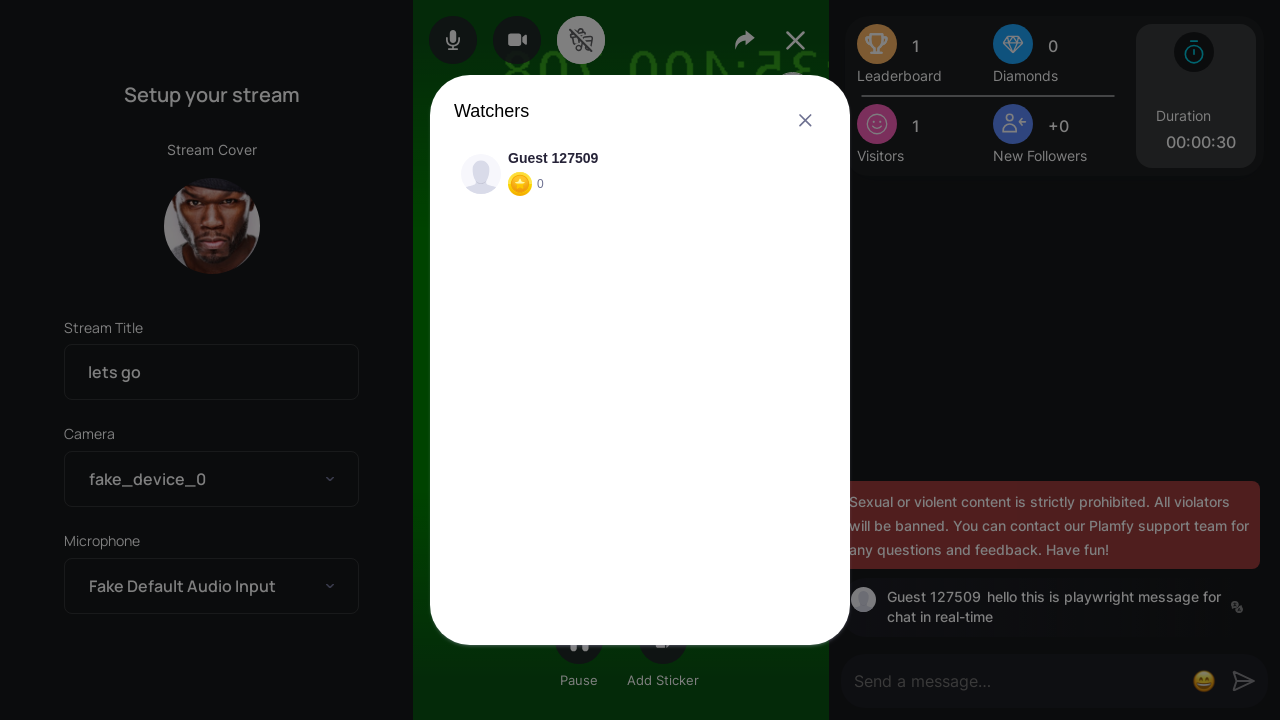 Setup your stream
Stream Cover
Stream Title
lets go
Camera
fake_device_0
Microphone
Fake Default Audio Input
Watchers
Guest 127509
0
Pause
Add Sticker
1
Leaderboard
0
Diamonds
1
Visitors
+0
New Followers
Duration
00:00:30
Sexual or violent content is strictly prohibited. All violators
will be banned. You can contact our Plamfy support team for
any questions and feedback. Have fun!
Guest 127509 hello this is playwright message for
chat in real-time
Send a message...